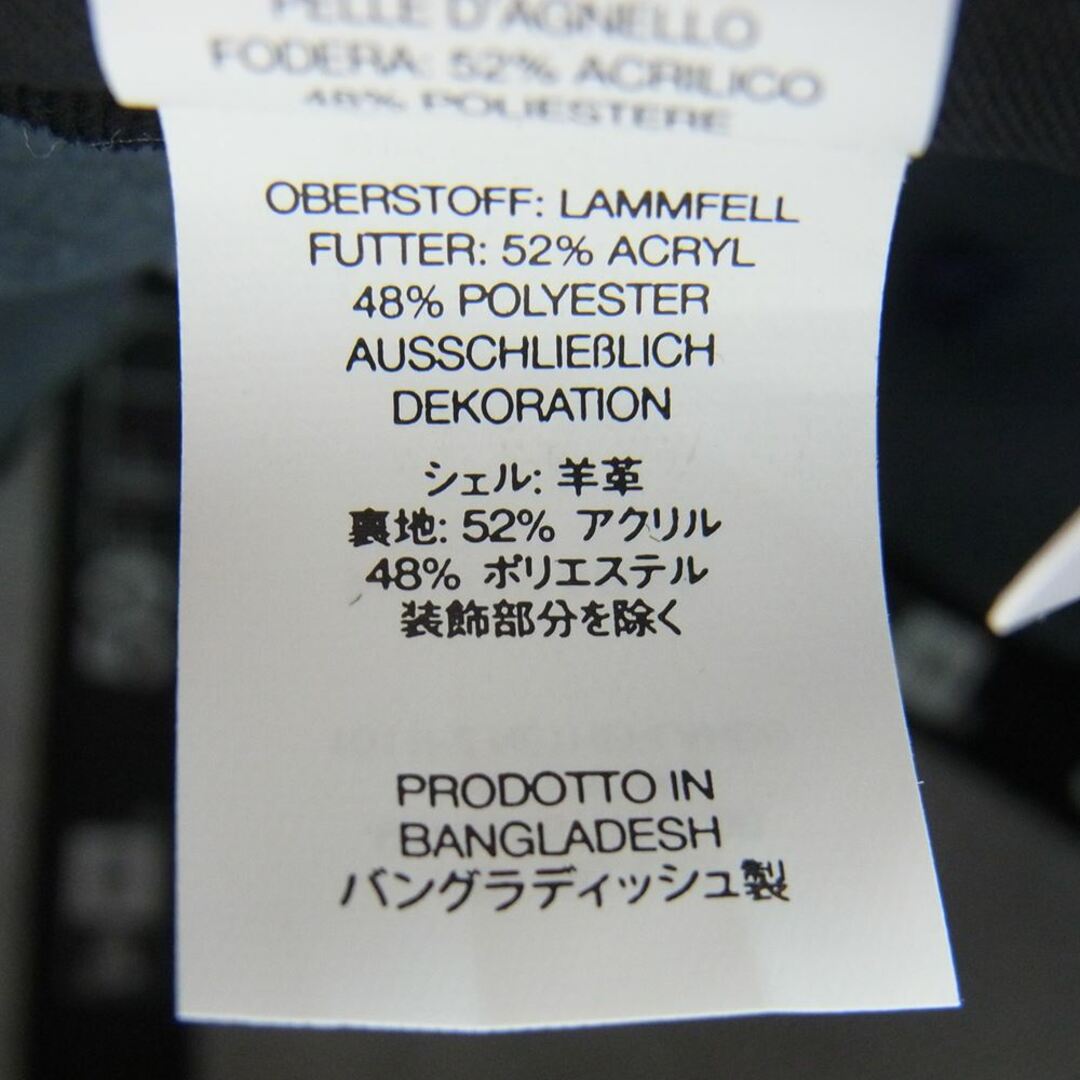 PELLE D'AGNELLO
FODERA: 52% ACRILICO
48% POLIESTERE
OBERSTOFF: LAMMFELL
FUTTER: 52% ACRYL
48% POLYESTER
AUSSCHLIEßLICH
DEKORATION
シェル: 羊革
裏地: 52% アクリル
48% ポリエステル
装飾部分を除く
PRODOTTO IN
BANGLADESH
バングラディッシュ製